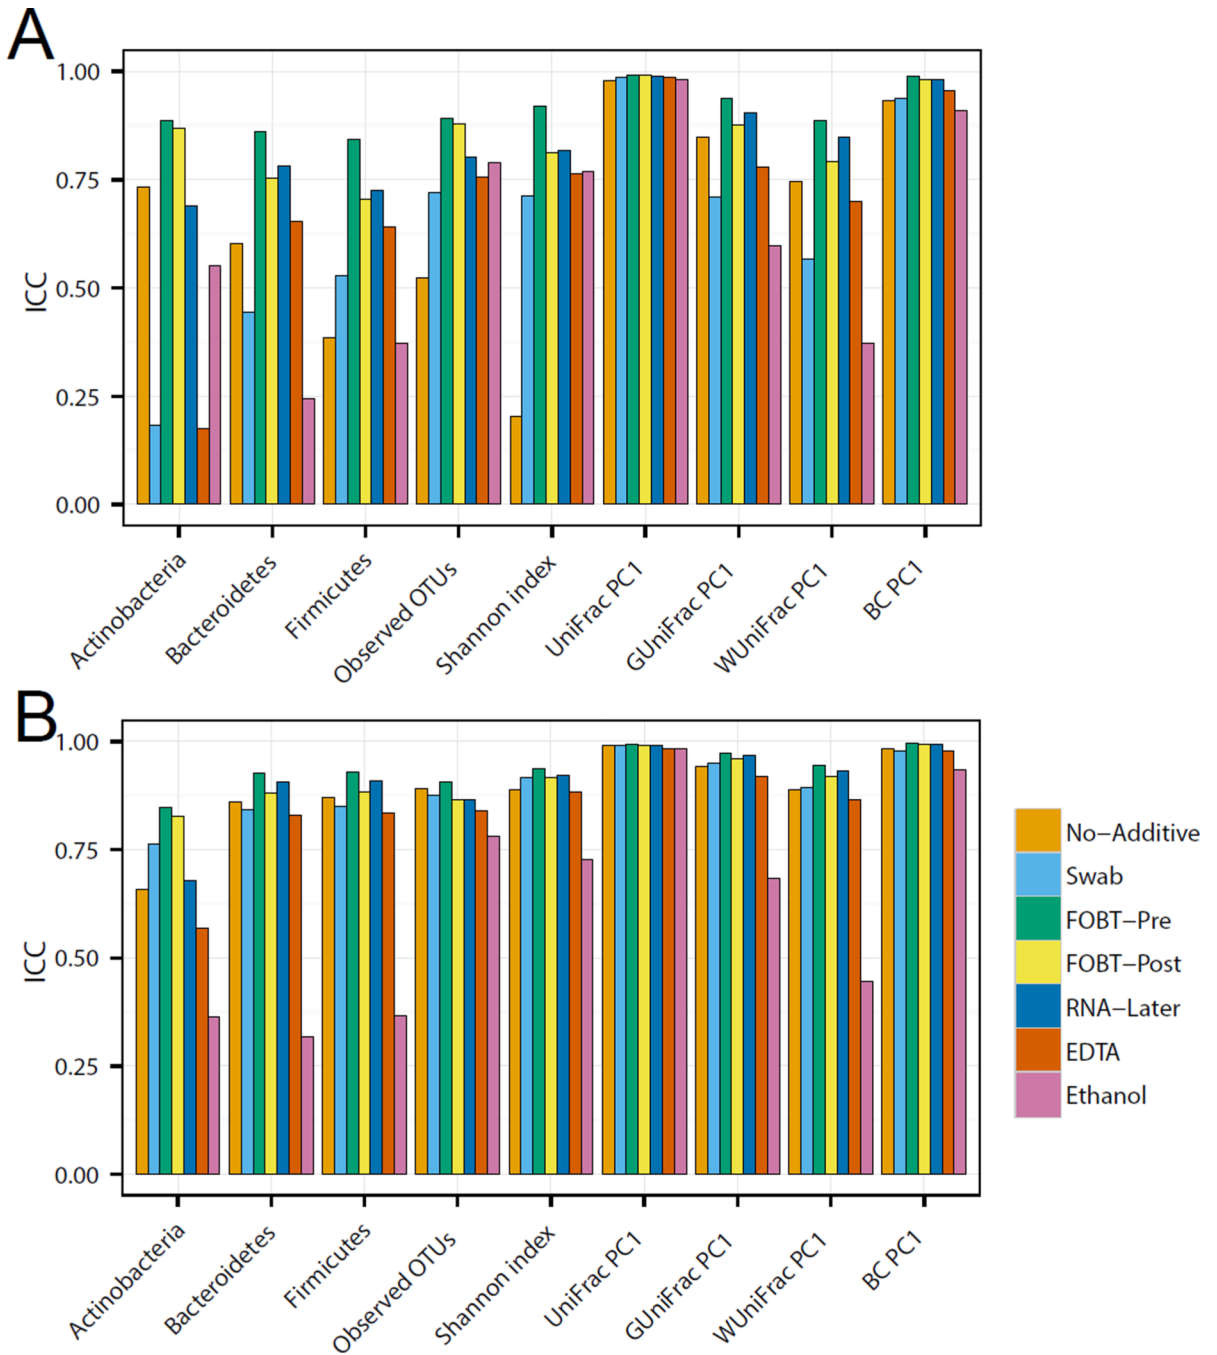 A
1.00
0.75
0.50
0.25
0.00
ICC
Actinobacteria
Bacteroidetes
Firmicutes
Observed OTUs
Shannon index
UniFrac PC1
GUniFrac PC1
WUniFrac PC1
BC PC1
B
1.00
0.75
0.50
0.25
0.00
ICC
Actinobacteria
Bacteroidetes
Firmicutes
Observed OTUs
Shannon index
UniFrac PC1
GUniFrac PC1
WUniFrac PC1
BC PC1
No−Additive
Swab
FOBT−Pre
FOBT−Post
RNA−Later
EDTA
Ethanol